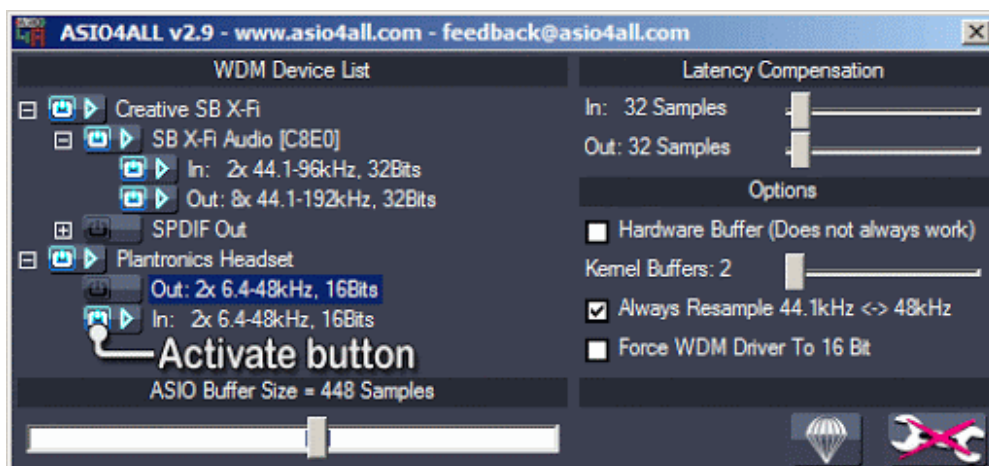 ASIO4ALL v2.9 - www.asio4all.com - feedback@asio4all.com
WDM Device List
Creative SB X-Fi
SB X-Fi Audio [C8E0]
In: 2x 44.1-96kHz, 32Bits
Out: 8x 44.1-192kHz, 32Bits
SPDIF Out
Plantronics Headset
Out: 2x 6.4-48kHz, 16Bits
In: 2x 6.4-48kHz, 16Bits
Activate button
ASIO Buffer Size = 448 Samples
Latency Compensation
In: 32 Samples
Out: 32 Samples
Options
Hardware Buffer (Does not always work)
Kernel Buffers: 2
Always Resample 44.1kHz <-> 48kHz
Force WDM Driver To 16 Bit